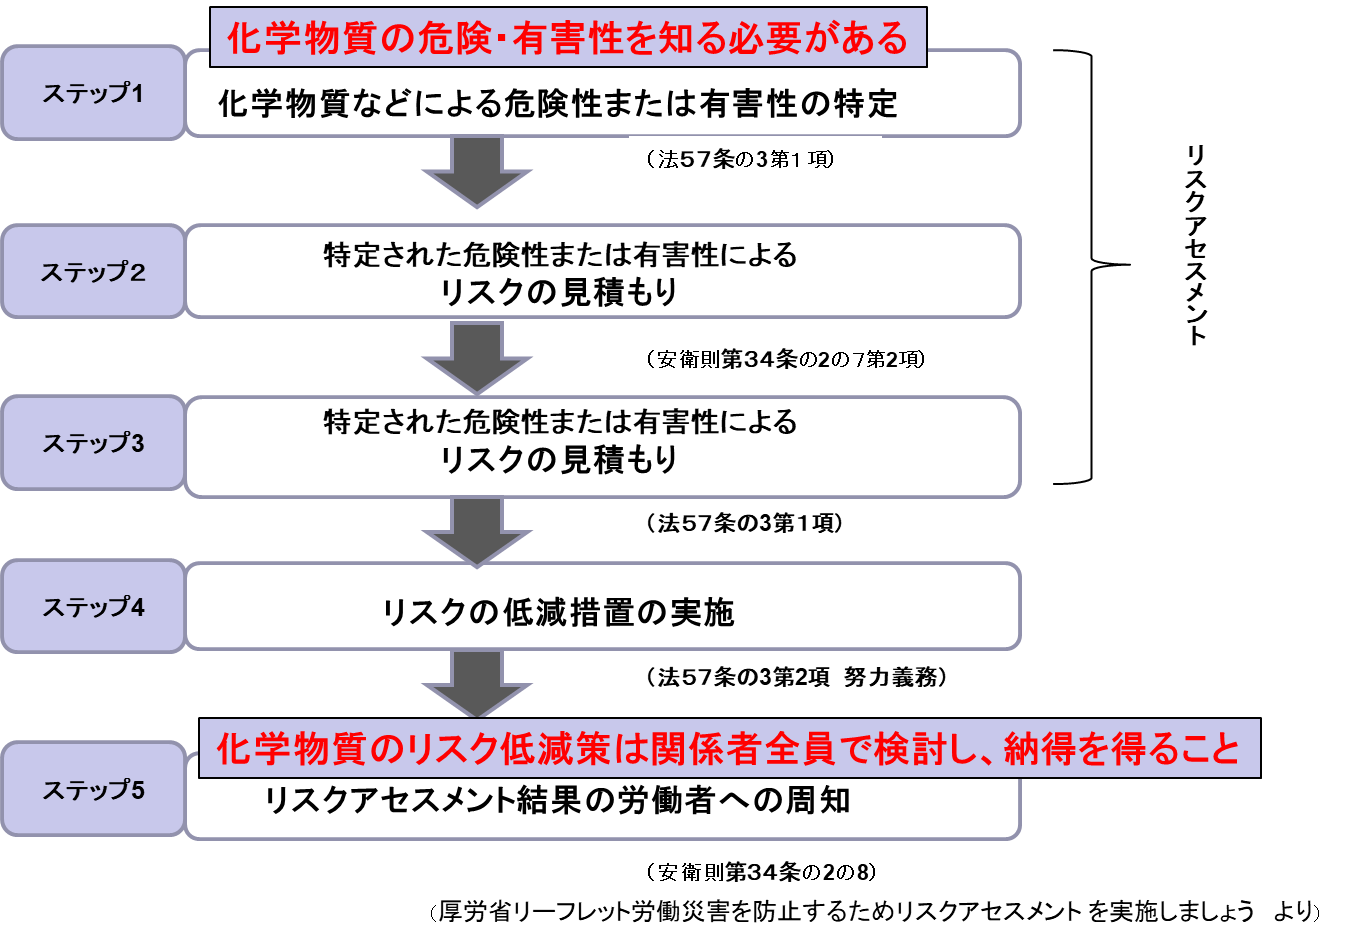 化学物質の危険・有害性を知る必要がある
ステップ1
化学物質などによる危険性または有害性の特定
（法５７条の3第１項）
リスクアセスメント
ステップ２
特定された危険性または有害性による
リスクの見積もり
（安衛則第３４条の2の７第2項）
ステップ3
特定された危険性または有害性による
リスクの見積もり
（法５７条の3第１項）
ステップ4
リスクの低減措置の実施
（法５７条の3第2項　努力義務）
化学物質のリスク低減策は関係者全員で検討し、納得を得ること
ステップ5
リスクアセスメント結果の労働者への周知
（安衛則第３４条の2の8）
（厚労省リーフレット労働災害を防止するためリスクアセスメントを実施しましょう　より）